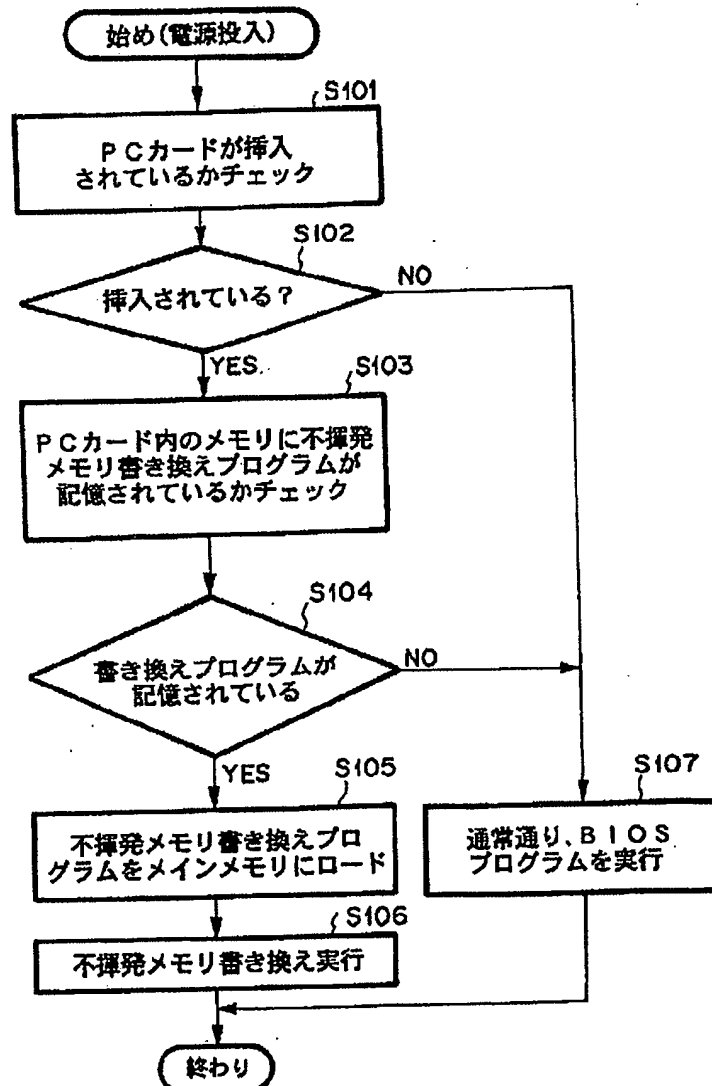 始め(電源投入)
S101
PCカードが挿入
されているかチェック
S102
挿入されている?
NO
YES
S103
PCカード内のメモリに不揮発
メモリ書き換えプログラムが
記憶されているかチェック
S104
書き換えプログラムが
記憶されている
NO
YES
S105
不揮発メモリ書き換えプロ
グラムをメインメモリにロード
S107
通常通り、BIOS
プログラムを実行
S106
不揮発メモリ書き換え実行
終わり